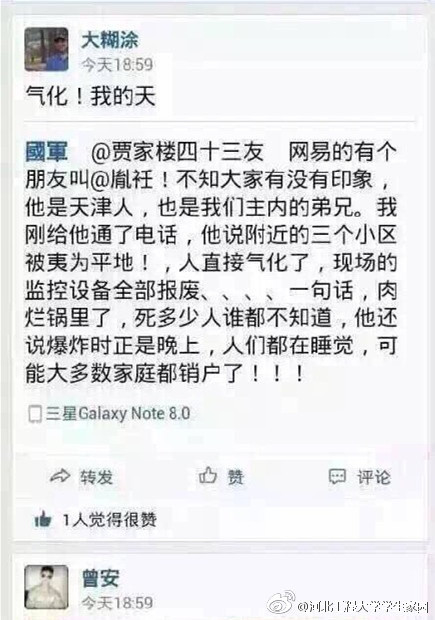 大糊涂
今天18:59
气化！我的天
國軍 @贾家楼四十三友 网易的有个
朋友叫@胤祍！不知大家有没有印象，
他是天津人，也是我们主内的弟兄。我
刚给他通了电话，他说附近的三个小区
被夷为平地！，人直接气化了，现场的
监控设备全部报废、、、、一句话，肉
烂锅里了，死多少人谁都不知道，他还
说爆炸时正是晚上，人们都在睡觉，可
能大多数家庭都销户了！！！
三星Galaxy Note 8.0
转发 赞 评论
1人觉得很赞
曾安
今天18:59